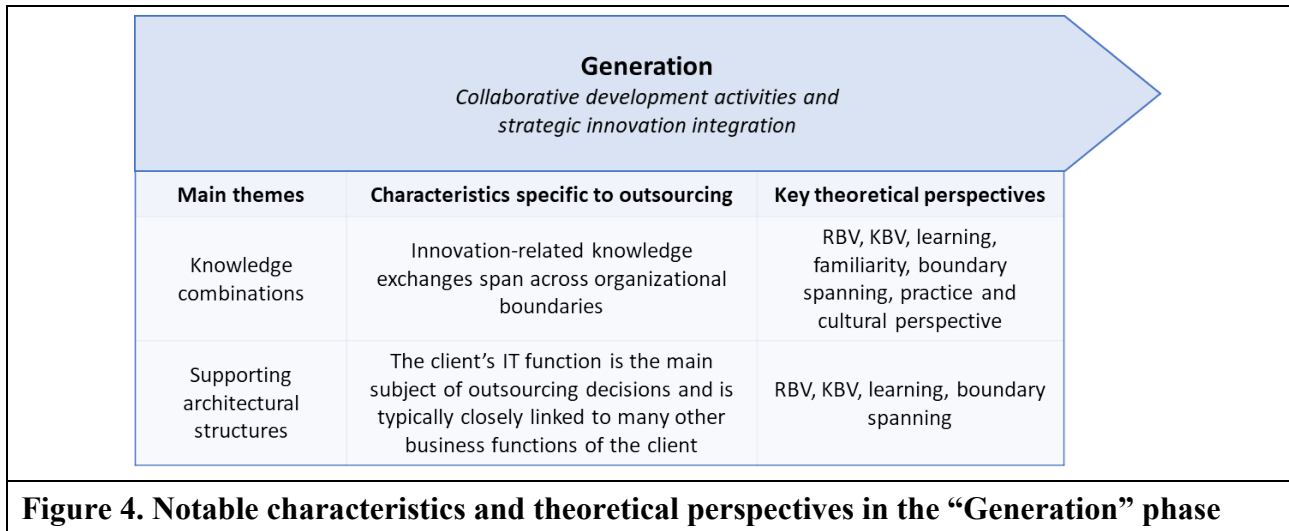 Generation
Collaborative development activities and
strategic innovation integration
Main themes
Characteristics specific to outsourcing
Key theoretical perspectives
Knowledge
combinations
Innovation-related knowledge
exchanges span across organizational
boundaries
RBV, KBV, learning,
familiarity, boundary
spanning, practice and
cultural perspective
Supporting
architectural
structures
The client's IT function is the main
subject of outsourcing decisions and is
typically closely linked to many other
business functions of the client
RBV, KBV, learning, boundary
spanning
Figure 4. Notable characteristics and theoretical perspectives in the “Generation” phase